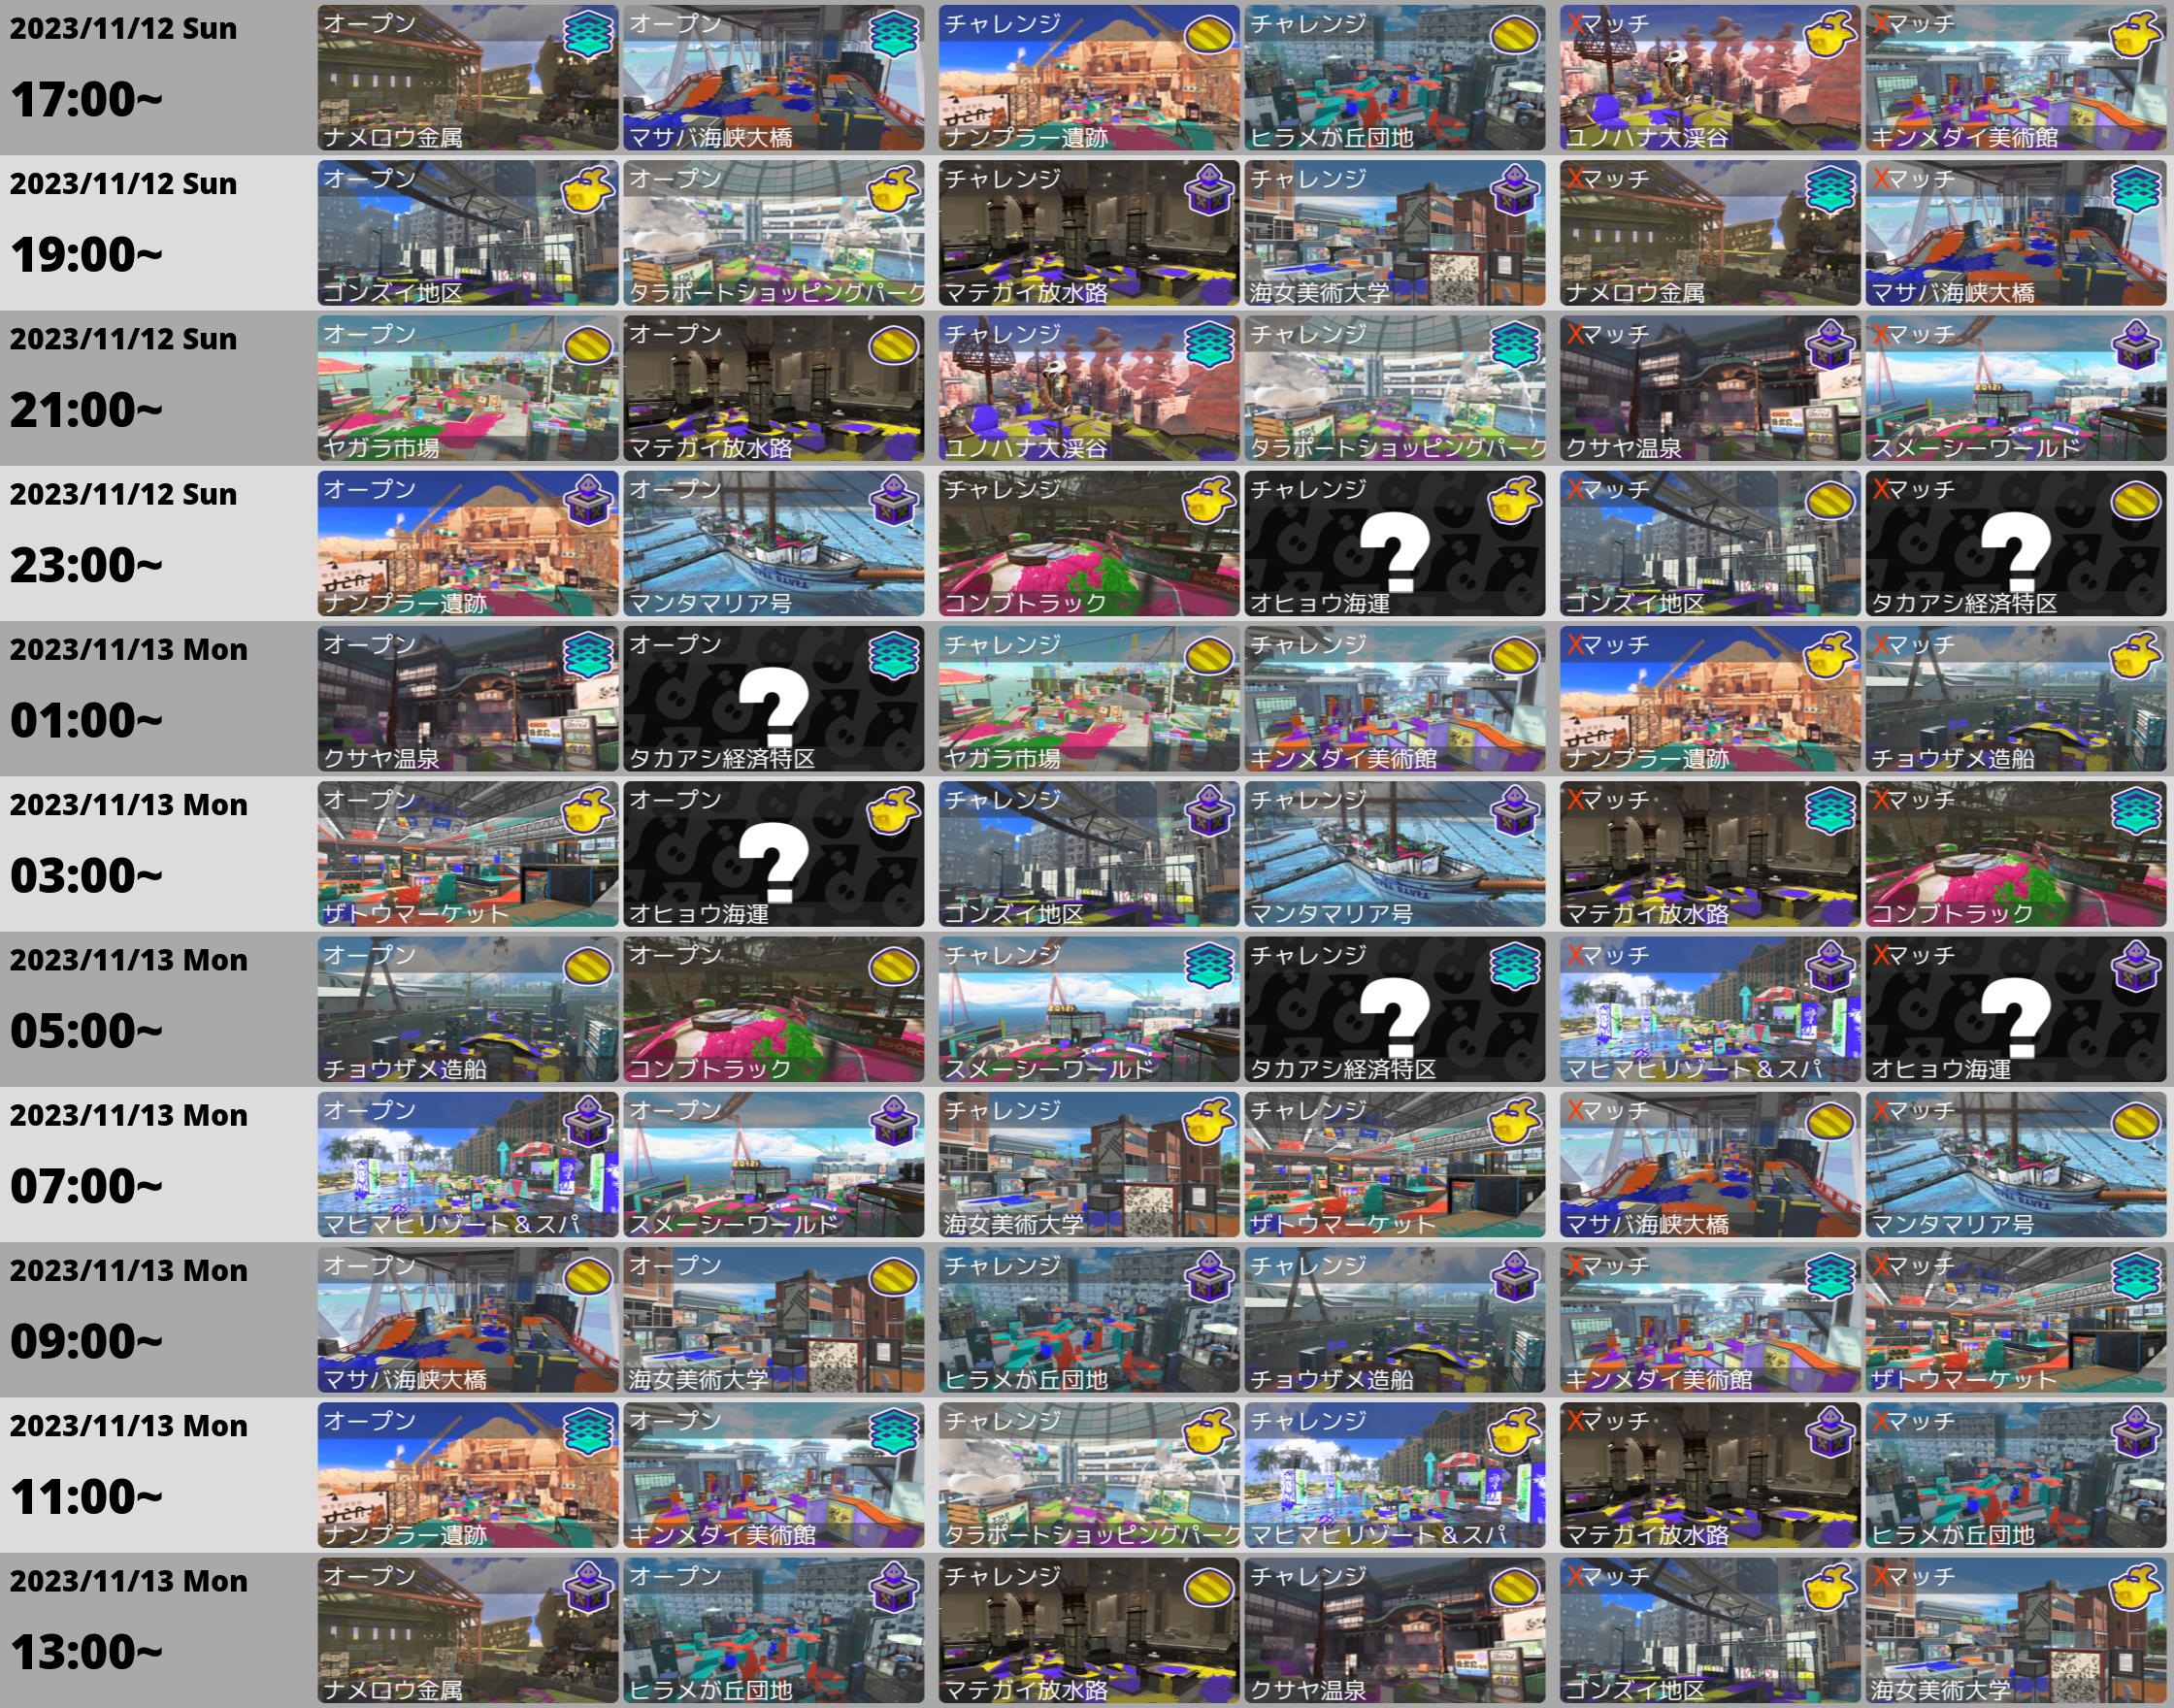 2023/11/12 Sun
17:00~
オープン オープン チャレンジ チャレンジ Xマッチ Xマッチ
ナメロウ金属 マサバ海峡大橋 ナンプラー遺跡 ヒラメが丘団地 ユノハナ大渓谷 キンメダイ美術館
2023/11/12 Sun
19:00~
オープン オープン チャレンジ チャレンジ Xマッチ Xマッチ
ゴンズイ地区 タラポートショッピングパーク マテガイ放水路 海女美術大学 ナメロウ金属 マサバ海峡大橋
2023/11/12 Sun
21:00~
オープン オープン チャレンジ チャレンジ Xマッチ Xマッチ
ヤガラ市場 マテガイ放水路 ユノハナ大渓谷 タラポートショッピングパーク クサヤ温泉 スメーシーワールド
2023/11/12 Sun
23:00~
オープン オープン チャレンジ チャレンジ Xマッチ Xマッチ
ナンプラー遺跡 マンタマリア号 コンブトラック オヒョウ海運 ゴンズイ地区 タカアシ経済特区
2023/11/13 Mon
01:00~
オープン オープン チャレンジ チャレンジ Xマッチ Xマッチ
クサヤ温泉 タカアシ経済特区 ヤガラ市場 キンメダイ美術館 ナンプラー遺跡 チョウザメ造船
2023/11/13 Mon
03:00~
オープン オープン チャレンジ チャレンジ Xマッチ Xマッチ
ザトウマーケット オヒョウ海運 ゴンズイ地区 マンタマリア号 マテガイ放水路 コンブトラック
2023/11/13 Mon
05:00~
オープン オープン チャレンジ チャレンジ Xマッチ Xマッチ
チョウザメ造船 コンブトラック スメーシーワールド タカアシ経済特区 マヒマヒリゾート＆スパ オヒョウ海運
2023/11/13 Mon
07:00~
オープン オープン チャレンジ チャレンジ Xマッチ Xマッチ
マヒマヒリゾート＆スパ スメーシーワールド 海女美術大学 ザトウマーケット マサバ海峡大橋 マンタマリア号
2023/11/13 Mon
09:00~
オープン オープン チャレンジ チャレンジ Xマッチ Xマッチ
マサバ海峡大橋 海女美術大学 ヒラメが丘団地 チョウザメ造船 キンメダイ美術館 ザトウマーケット
2023/11/13 Mon
11:00~
オープン オープン チャレンジ チャレンジ Xマッチ Xマッチ
ナンプラー遺跡 キンメダイ美術館 タラポートショッピングパーク マヒマヒリゾート＆スパ マテガイ放水路 ヒラメが丘団地
2023/11/13 Mon
13:00~
オープン オープン チャレンジ チャレンジ Xマッチ Xマッチ
ナメロウ金属 ヒラメが丘団地 マテガイ放水路 クサヤ温泉 ゴンズイ地区 海女美術大学